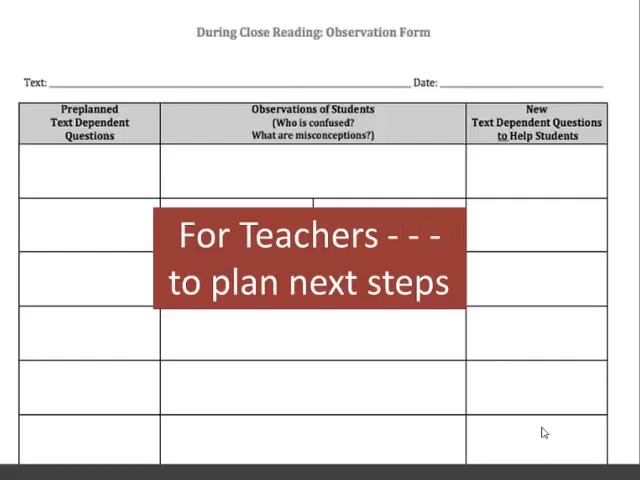 During Close Reading: Observation Form
Text: Date:
Preplanned
Text Dependent
Questions
Observations of Students
(Who is confused?
What are misconceptions?)
New
Text Dependent Questions
to Help Students
For Teachers - - -
to plan next steps